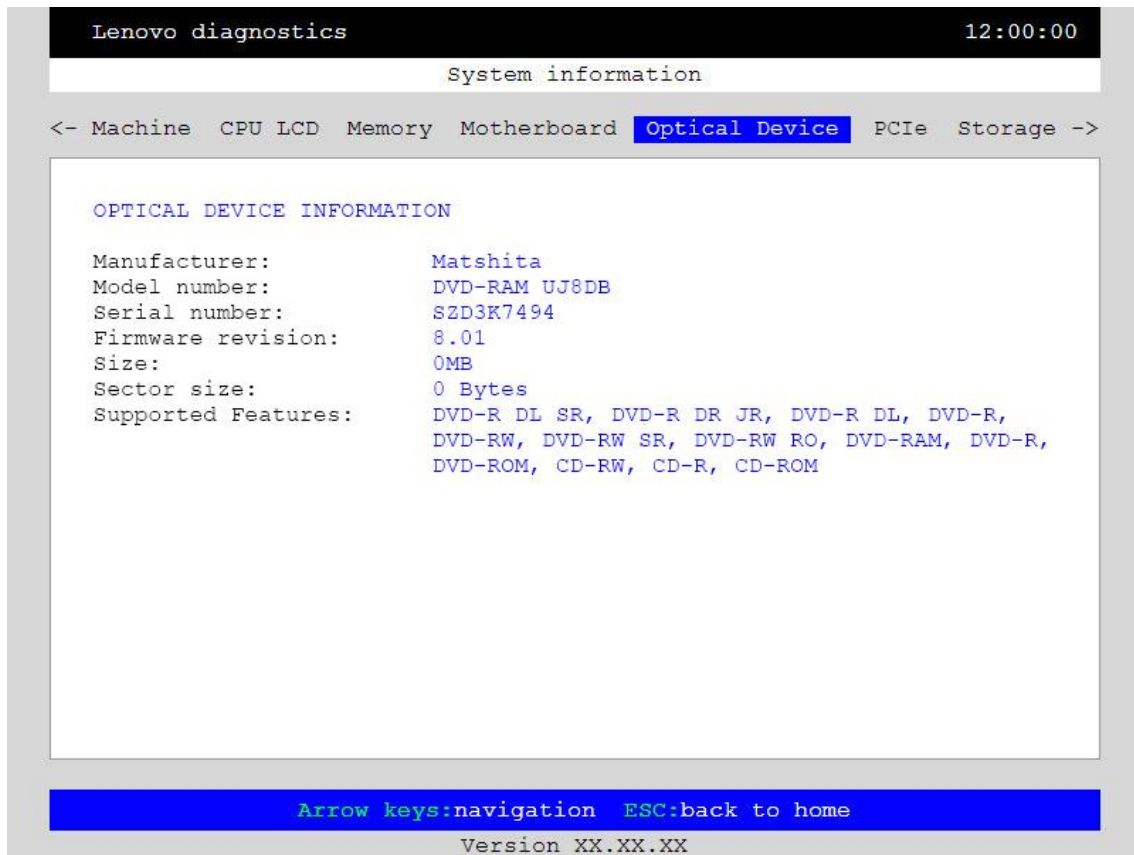 Lenovo diagnostics 12:00:00
System information
<- Machine CPU LCD Memory Motherboard Optical Device PCIe Storage ->
OPTICAL DEVICE INFORMATION
Manufacturer: Matshita
Model number: DVD-RAM UJ8DB
Serial number: SZD3K7494
Firmware revision: 8.01
Size: 0MB
Sector size: 0 Bytes
Supported Features: DVD-R DL SR, DVD-R DR JR, DVD-R DL, DVD-R,
DVD-RW, DVD-RW SR, DVD-RW RO, DVD-RAM, DVD-R,
DVD-ROM, CD-RW, CD-R, CD-ROM
Arrow keys:navigation ESC:back to home
Version XX.XX.XX